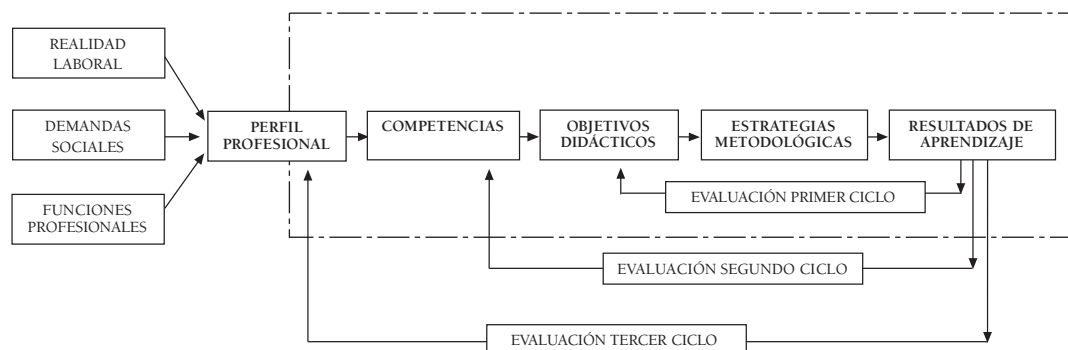 REALIDAD
LABORAL
DEMANDAS
SOCIALES
FUNCIONES
PROFESIONALES
PERFIL
PROFESIONAL
COMPETENCIAS
OBJETIVOS
DIDÁCTICOS
ESTRATEGIAS
METODOLÓGICAS
RESULTADOS DE
APRENDIZAJE
EVALUACIÓN PRIMER CICLO
EVALUACIÓN SEGUNDO CICLO
EVALUACIÓN TERCER CICLO